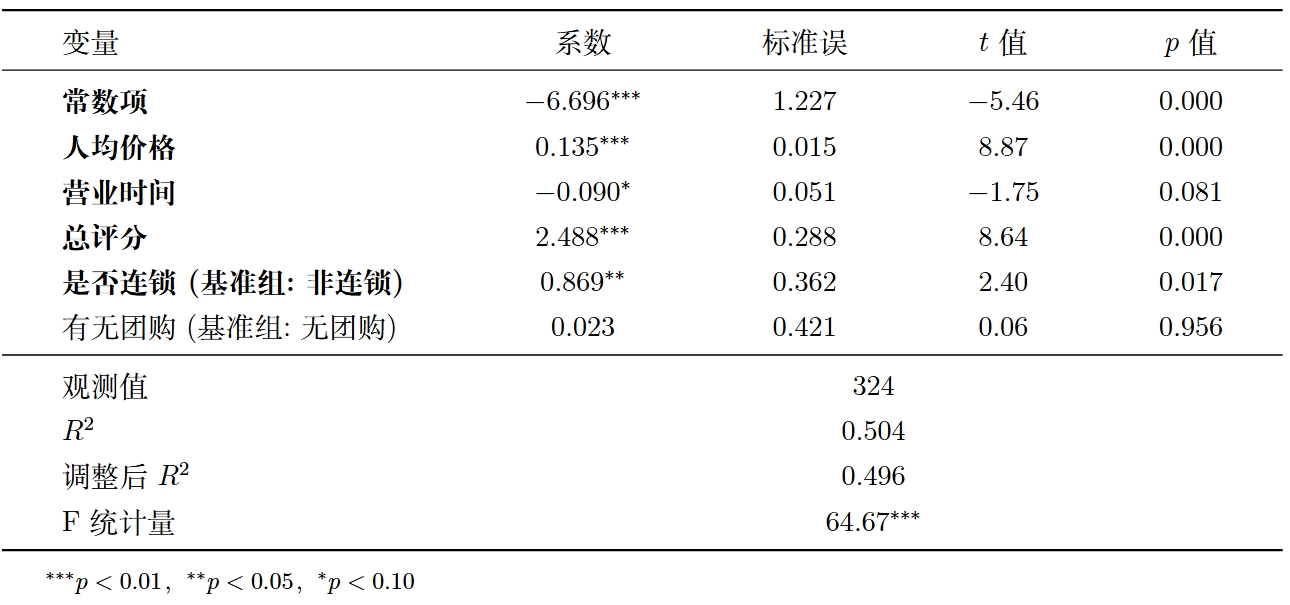 变量 系数 标准误 t 值 p 值
常数项 −6.696*** 1.227 −5.46 0.000
人均价格 0.135*** 0.015 8.87 0.000
营业时间 −0.090* 0.051 −1.75 0.081
总评分 2.488*** 0.288 8.64 0.000
是否连锁 (基准组: 非连锁) 0.869** 0.362 2.40 0.017
有无团购 (基准组: 无团购) 0.023 0.421 0.06 0.956
观测值 324
R² 0.504
调整后 R² 0.496
F 统计量 64.67***
***p < 0.01, **p < 0.05, *p < 0.10